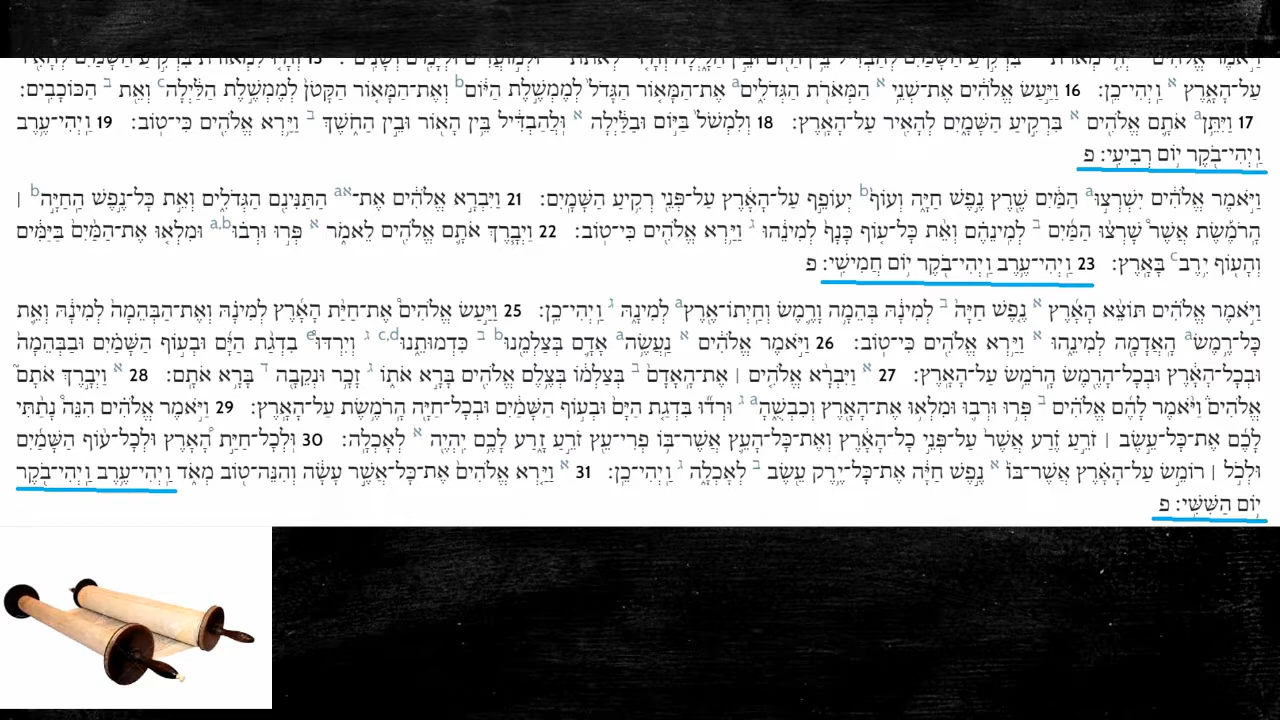 עַל־הָאָ֑רֶץ א וַֽיְהִי־כֵֽן׃ 16 וַיַּ֣עַשׂ אֱלֹהִ֔ים אֶת־שְׁנֵ֥י א הַמְּאֹרֹ֖ת הַגְּדֹלִ֑ים a אֶת־הַמָּא֤וֹר הַגָּדֹל֙ לְמֶמְשֶׁ֣לֶת הַיּ֔וֹם b וְאֶת־הַמָּא֤וֹר הַקָּטֹן֙ לְמֶמְשֶׁ֣לֶת הַלַּ֔יְלָה c וְאֵ֖ת ב הַכּוֹכָבִֽים׃
17 וַיִּתֵּ֥ן a אֹתָ֛ם אֱלֹהִ֖ים א בִּרְקִ֣יעַ הַשָּׁמָ֑יִם לְהָאִ֖יר עַל־הָאָֽרֶץ׃ 18 וְלִמְשֹׁל֙ בַּיּ֣וֹם וּבַלַּ֔יְלָה א וּֽלֲהַבְדִּ֔יל בֵּ֥ין הָא֖וֹר וּבֵ֣ין הַחֹ֑שֶׁךְ ב וַיַּ֥רְא אֱלֹהִ֖ים כִּי־טֽוֹב׃ 19 וַֽיְהִי־עֶ֥רֶב
וַֽיְהִי־בֹ֖קֶר י֥וֹם רְבִיעִֽי׃ פ
וַיֹּ֣אמֶר אֱלֹהִ֔ים יִשְׁרְצ֣וּ a הַמַּ֔יִם שֶׁ֖רֶץ נֶ֣פֶשׁ חַיָּ֑ה וְעוֹף֙ b יְעוֹפֵ֣ף עַל־הָאָ֔רֶץ עַל־פְּנֵ֖י רְקִ֥יעַ הַשָּׁמָֽיִם׃ 21 וַיִּבְרָ֣א אֱלֹהִ֔ים אֶת־ aא הַתַּנִּינִ֖ם הַגְּדֹלִ֑ים וְאֵ֣ת כָּל־נֶ֣פֶשׁ הַֽחַיָּ֣ה b ׀
הָֽרֹמֶ֡שֶׂת אֲשֶׁר֩ שָׁרְצ֨וּ הַמַּ֜יִם ב לְמִֽינֵהֶ֗ם וְאֵ֨ת כָּל־ע֤וֹף כָּנָף֙ לְמִינֵ֔הוּ ג וַיַּ֥רְא אֱלֹהִ֖ים כִּי־טֽוֹב׃ 22 וַיְבָ֧רֶךְ אֹתָ֛ם אֱלֹהִ֖ים לֵאמֹ֑ר א פְּר֣וּ וּרְב֗וּ a,b וּמִלְא֤וּ אֶת־הַמַּ֙יִם֙ בַּיַּמִּ֔ים
וְהָע֖וֹף יִ֥רֶב c בָּאָֽרֶץ׃ 23 וַֽיְהִי־עֶ֥רֶב וַֽיְהִי־בֹ֖קֶר י֥וֹם חֲמִישִֽׁי׃ פ
וַיֹּ֣אמֶר אֱלֹהִ֗ים תּוֹצֵ֨א הָאָ֜רֶץ א נֶ֤פֶשׁ חַיָּה֙ ב לְמִינָ֔הּ בְּהֵמָ֥ה וָרֶ֛מֶשׂ וְחַֽיְתוֹ־אֶ֖רֶץ a לְמִינָ֑הּ ג וַֽיְהִי־כֵֽן׃ 25 וַיַּ֣עַשׂ אֱלֹהִים֩ אֶת־חַיַּ֨ת הָאָ֜רֶץ לְמִינָ֗הּ וְאֶת־הַבְּהֵמָה֙ לְמִינָ֔הּ וְאֵ֛ת
כָּל־רֶ֥מֶשׂ a הָֽאֲדָמָ֖ה לְמִינֵ֑הוּ א וַיַּ֥רְא אֱלֹהִ֖ים כִּי־טֽוֹב׃ 26 וַיֹּ֣אמֶר אֱלֹהִ֔ים א נַֽעֲשֶׂ֥ה a אָדָ֛ם בְּצַלְמֵ֖נוּ b ב כִּדְמוּתֵ֑נוּ c,d ג וְיִרְדּוּ֩ e בִדְגַ֨ת הַיָּ֜ם וּבְע֣וֹף הַשָּׁמַ֗יִם וּבַבְּהֵמָה֙
וּבְכָל־הָאָ֔רֶץ וּבְכָל־הָרֶ֖מֶשׂ הָֽרֹמֵ֥שׂ עַל־הָאָֽרֶץ׃ 27 א וַיִּבְרָ֨א אֱלֹהִ֤ים ׀ אֶת־הָֽאָדָם֙ ב בְּצַלְמ֔וֹ בְּצֶ֥לֶם אֱלֹהִ֖ים בָּרָ֣א אֹת֑וֹ ג זָכָ֥ר וּנְקֵבָ֖ה ד בָּרָ֥א אֹתָֽם׃ 28 א וַיְבָ֣רֶךְ אֹתָם֮
אֱלֹהִים֒ וַיֹּ֨אמֶר לָהֶ֜ם אֱלֹהִ֗ים ב פְּר֥וּ וּרְב֛וּ וּמִלְא֥וּ אֶת־הָאָ֖רֶץ וְכִבְשֻׁ֑הָ a ג וּרְד֞וּ בִּדְגַ֤ת הַיָּם֙ וּבְע֣וֹף הַשָּׁמַ֔יִם וּבְכָל־חַיָּ֖ה הָֽרֹמֶ֥שֶׂת עַל־הָאָֽרֶץ׃ 29 וַיֹּ֣אמֶר אֱלֹהִ֗ים הִנֵּה֩ נָתַ֨תִּי
לָכֶ֜ם אֶת־כָּל־עֵ֣שֶׂב ׀ זֹרֵ֣עַ זֶ֗רַע אֲשֶׁר֙ עַל־פְּנֵ֣י כָל־הָאָ֔רֶץ וְאֶת־כָּל־הָעֵ֛ץ אֲשֶׁר־בּ֥וֹ פְרִי־עֵ֖ץ זֹרֵ֣עַ זָ֑רַע לָכֶ֥ם יִֽהְיֶ֖ה א לְאָכְלָֽה׃ 30 וּֽלְכָל־חַיַּ֣ת הָ֠אָרֶץ וּלְכָל־ע֨וֹף הַשָּׁמַ֜יִם
וּלְכֹ֣ל ׀ רוֹמֵ֣שׂ עַל־הָאָ֗רֶץ אֲשֶׁר־בּוֹ֙ א נֶ֣פֶשׁ חַיָּ֔ה אֶת־כָּל־יֶ֥רֶק עֵ֖שֶׂב ב לְאָכְלָ֑ה ג וַֽיְהִי־כֵֽן׃ 31 א וַיַּ֤רְא אֱלֹהִים֙ אֶת־כָּל־אֲשֶׁ֣ר עָשָׂ֔ה וְהִנֵּה־ט֖וֹב מְאֹ֑ד וַֽיְהִי־עֶ֥רֶב וַֽיְהִי־בֹ֖קֶר
י֥וֹם הַשִּׁשִּֽׁי׃ פ